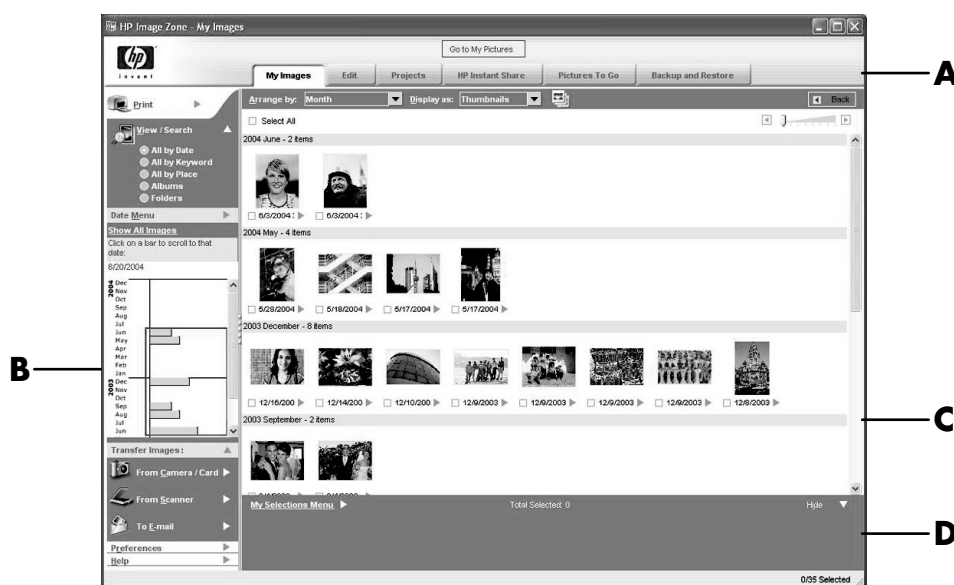 HP Image Zone - My Images
hp
invent
Go to My Pictures
My Images Edit Projects HP Instant Share Pictures To Go Backup and Restore
A
Print
Arrange by: Month Display as: Thumbnails Back
View / Search
Select All
All by Date
All by Keyword
All by Place
Albums
Folders
2004 June - 2 items
6/3/2004 6/3/2004
Date Menu
Show All Images
Click on a bar to scroll to that
date:
8/20/2004
2004 May - 4 items
5/28/2004 5/18/2004 5/17/2004 5/17/2004
2004
Dec
Nov
Oct
Sep
Aug
Jul
Jun
May
Apr
Mar
Feb
Jan
2003
Dec
Nov
Oct
Sep
Aug
Jul
Jun
B
2003 December - 8 items
12/16/200 12/14/200 12/10/200 12/9/2003 12/9/2003 12/9/2003 12/9/2003 12/8/2003
2003 September - 2 items
C
Transfer Images:
From Camera / Card
From Scanner
To E-mail
Preferences
Help
My Selections Menu Total Selected: 0 Hide
D
0/35 Selected